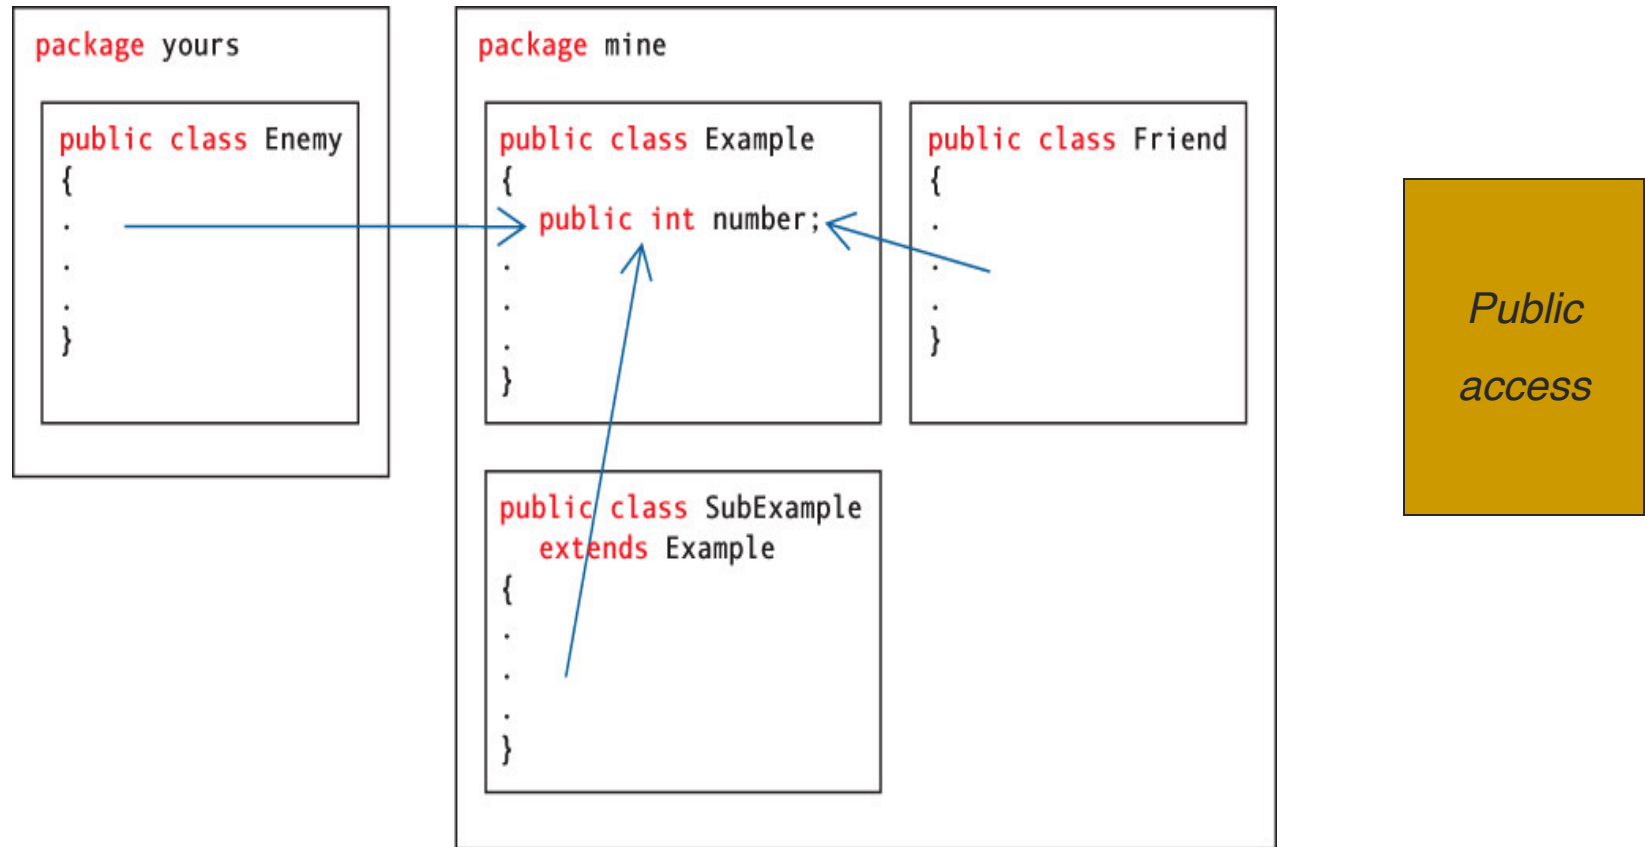 package yours
public class Enemy
{
.
.
.
}
package mine
public class Example
{
public int number;
.
.
.
}
public class Friend
{
.
.
.
}
public class SubExample
extends Example
{
.
.
.
}
Public
access